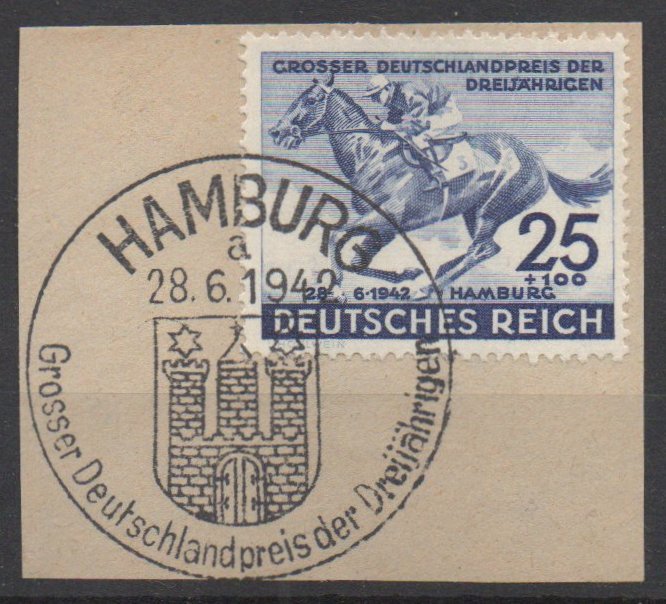 GROSSER DEUTSCHLANDPREIS DER
DREIJÄHRIGEN
3
25
+100
28· 6·1942 HAMBURG
DEUTSCHES REICH
HAMBURG
a
28.6.1942
Grosser Deutschlandpreis der Dreijährigen